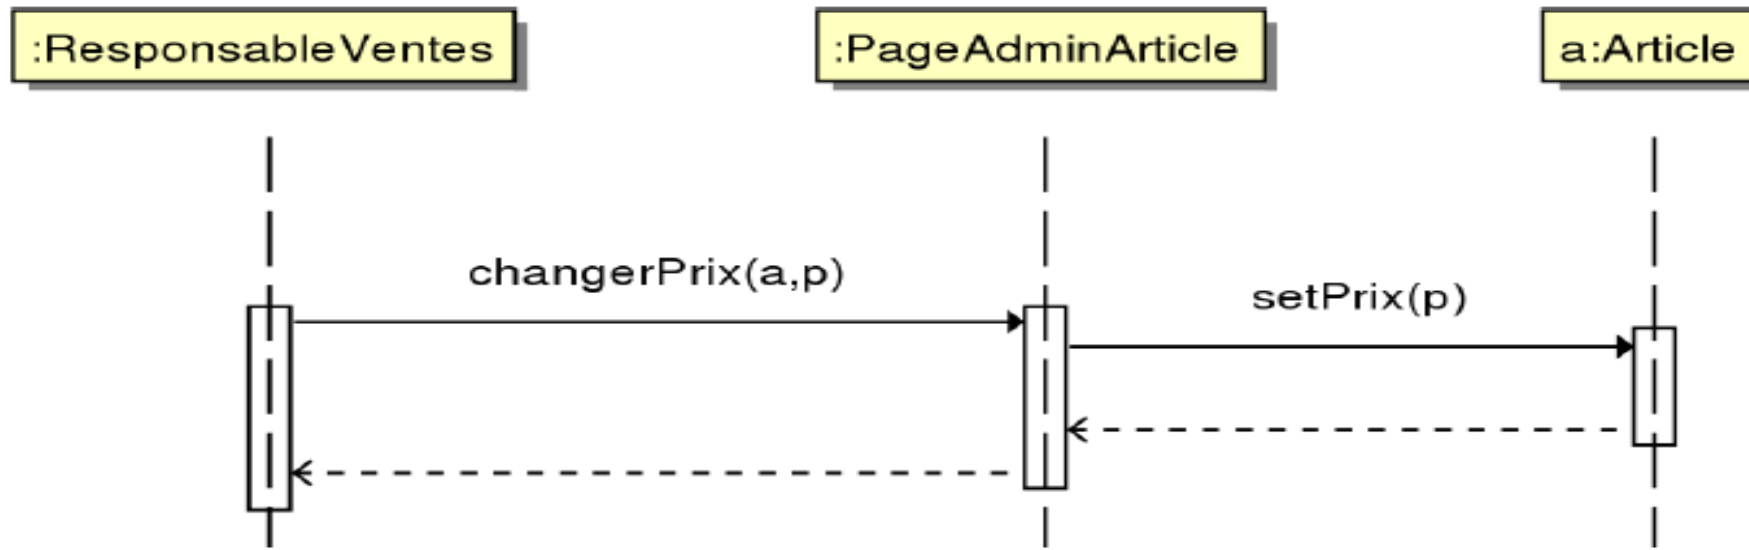 :ResponsableVentes
:PageAdminArticle
a:Article
changerPrix(a,p)
setPrix(p)